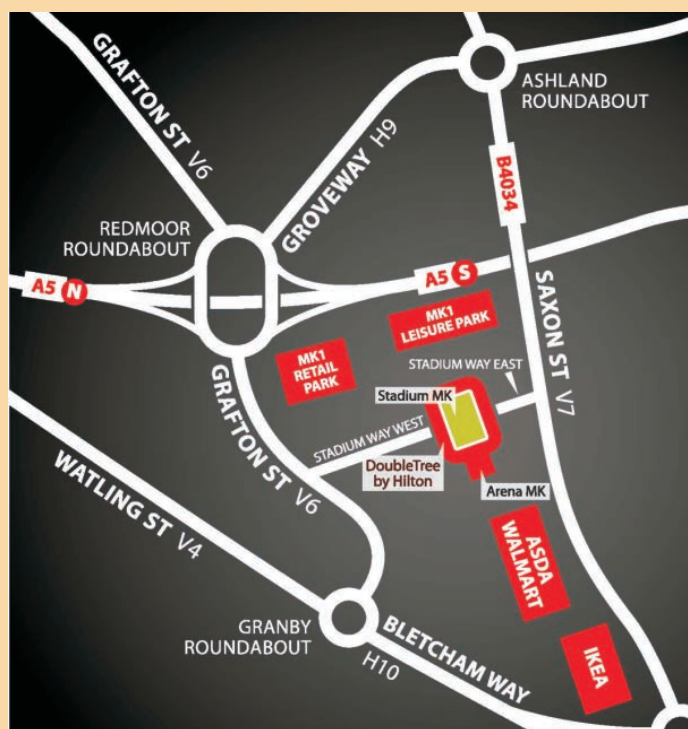 GRAFTON ST V6
ASHLAND
ROUNDABOUT
GROVEWAY H9
B4034
REDMOOR
ROUNDABOUT
A5 N
A5 S
SAXON ST V7
MK1
LEISURE PARK
MK1
RETAIL
PARK
STADIUM WAY EAST
Stadium MK
GRAFTON ST V6
STADIUM WAY WEST
DoubleTree
by Hilton
Arena MK
WATLING ST V4
ASDA
WALMART
GRANBY
ROUNDABOUT
BLETCHAM WAY
H10
IKEA